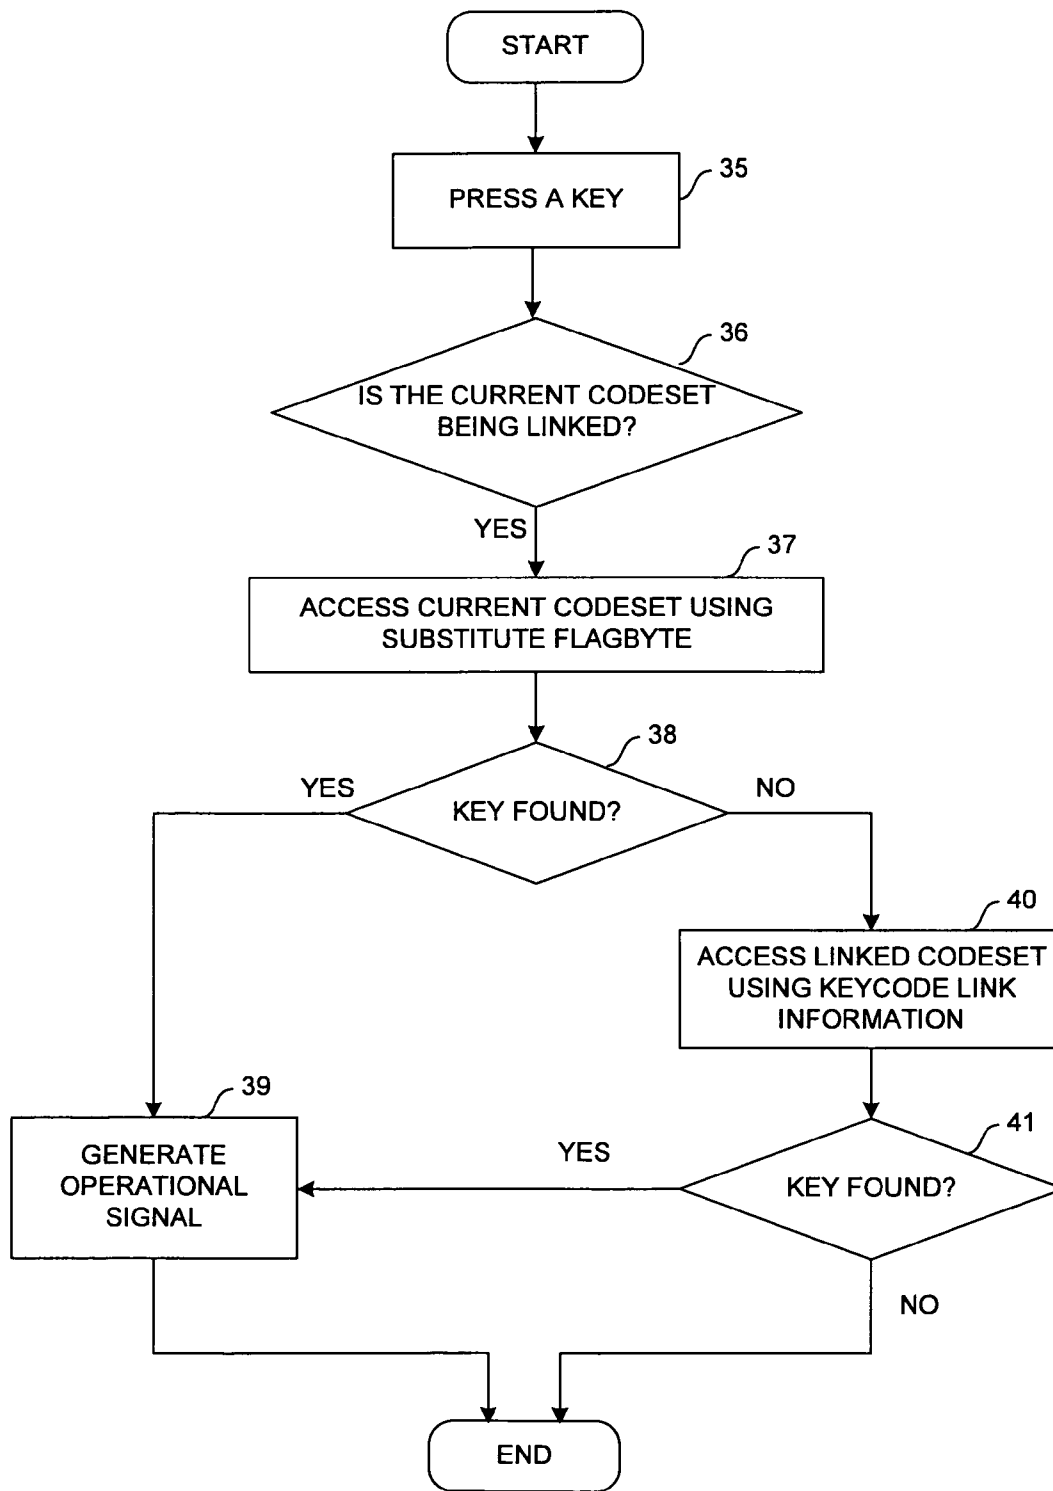 START
PRESS A KEY
35
IS THE CURRENT CODESET
BEING LINKED?
36
YES
37
ACCESS CURRENT CODESET USING
SUBSTITUTE FLAGBYTE
38
YES
KEY FOUND?
NO
40
ACCESS LINKED CODESET
USING KEYCODE LINK
INFORMATION
39
GENERATE
OPERATIONAL
SIGNAL
YES
41
KEY FOUND?
NO
END